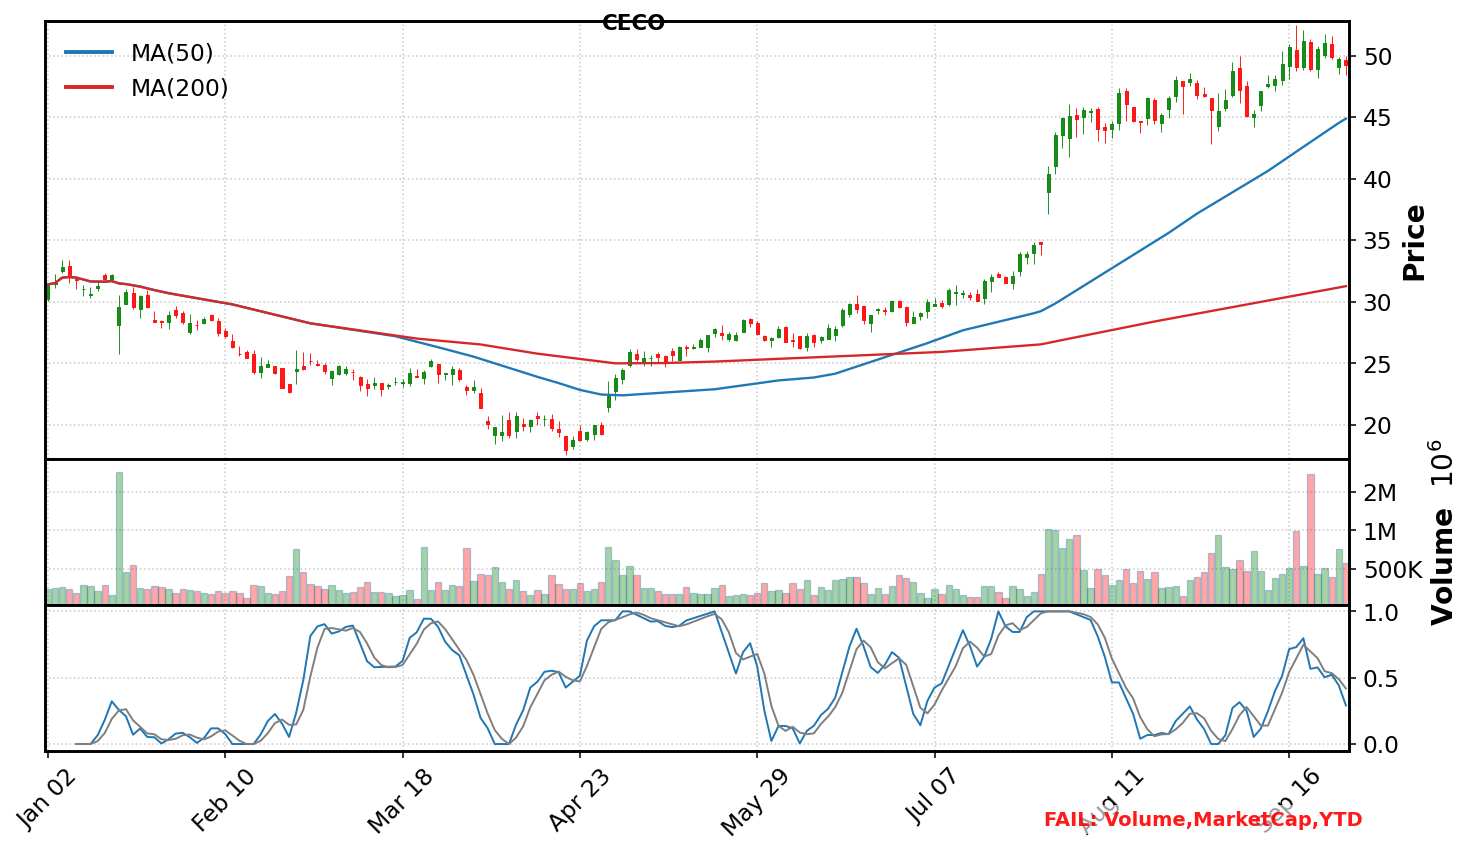 CECO
MA(50)
MA(200)
50
45
40
35
30
25
20
Price
2M
1M
500K
Volume 10^6
1.0
0.5
0.0
Jan 02
Feb 10
Mar 18
Apr 23
May 29
Jul 07
Aug 11
Sep 16
FAIL: Volume,MarketCap,YTD